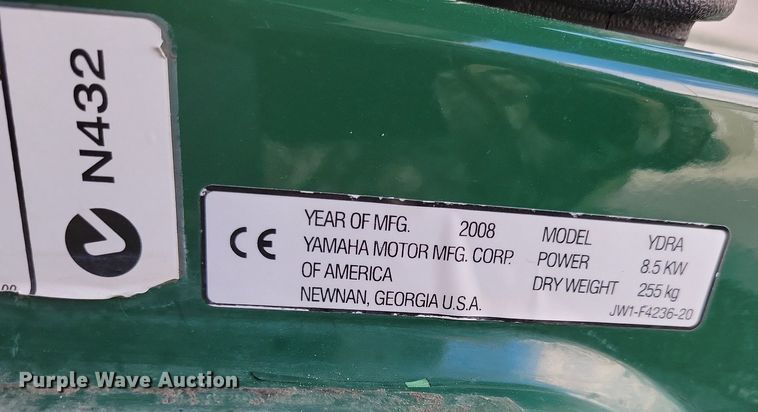 N432
CE
YEAR OF MFG. 2008
YAMAHA MOTOR MFG. CORP.
OF AMERICA
NEWNAN, GEORGIA U.S.A.
MODEL YDRA
POWER 8.5 KW
DRY WEIGHT 255 kg
JW1-F4236-20
Purple Wave Auction